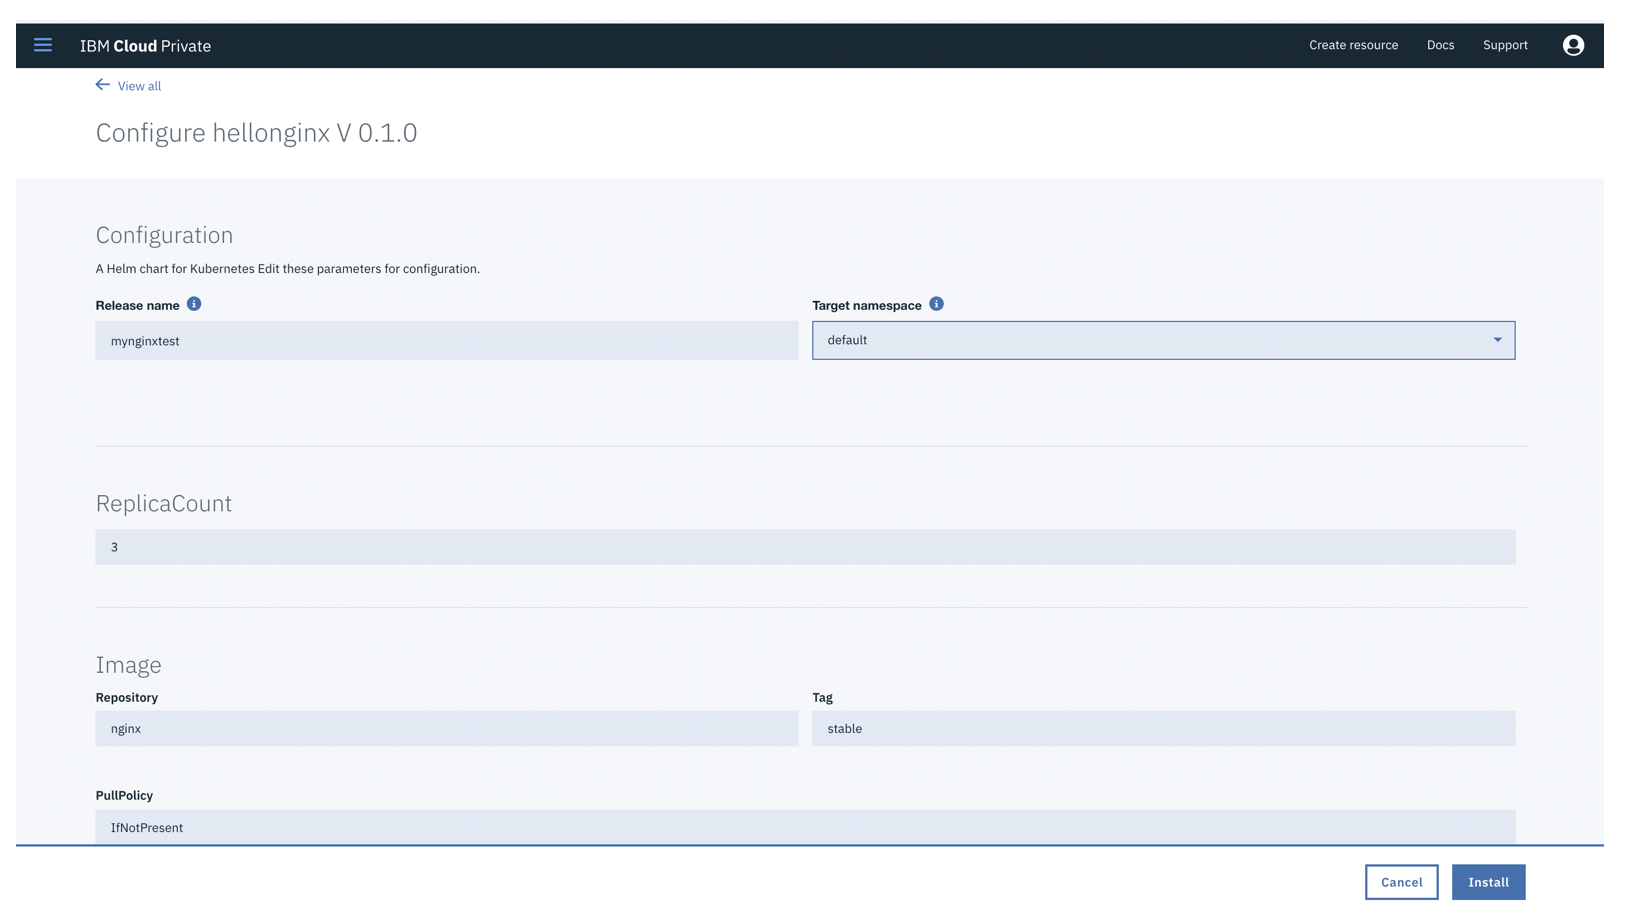 IBM Cloud Private
Create resource Docs Support
View all
Configure hellonginx V 0.1.0
Configuration
A Helm chart for Kubernetes Edit these parameters for configuration.
Release name Target namespace
mynginxtest default
ReplicaCount
3
Image
Repository Tag
nginx stable
PullPolicy
IfNotPresent
Cancel Install